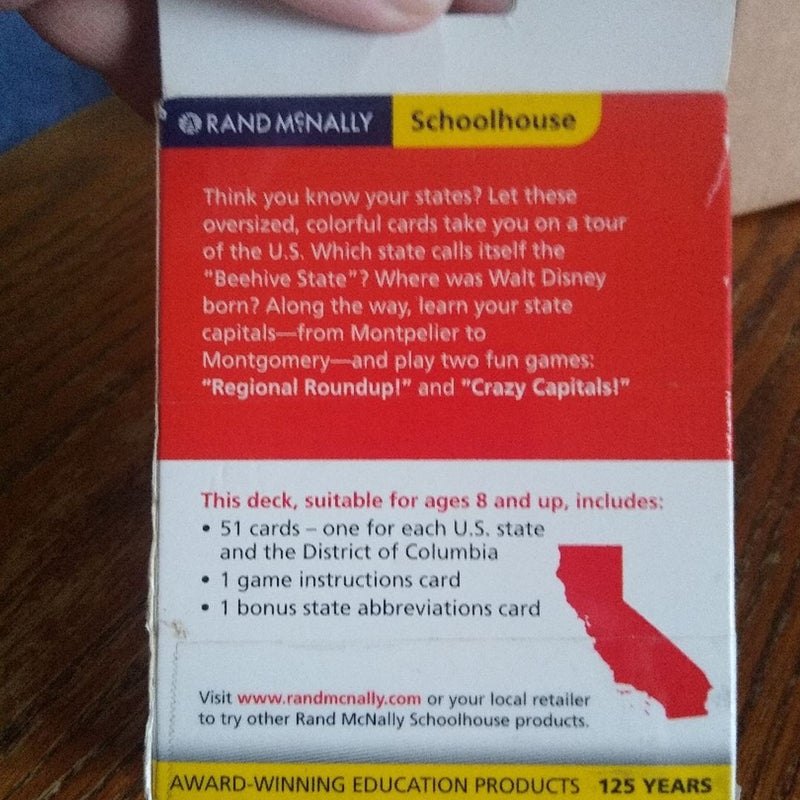 RAND McNALLY Schoolhouse
Think you know your states? Let these
oversized, colorful cards take you on a tour
of the U.S. Which state calls itself the
"Beehive State"? Where was Walt Disney
born? Along the way, learn your state
capitals—from Montpelier to
Montgomery—and play two fun games:
"Regional Roundup!" and "Crazy Capitals!"
This deck, suitable for ages 8 and up, includes:
• 51 cards – one for each U.S. state
and the District of Columbia
• 1 game instructions card
• 1 bonus state abbreviations card
Visit www.randmcnally.com or your local retailer
to try other Rand McNally Schoolhouse products.
AWARD-WINNING EDUCATION PRODUCTS 125 YEARS